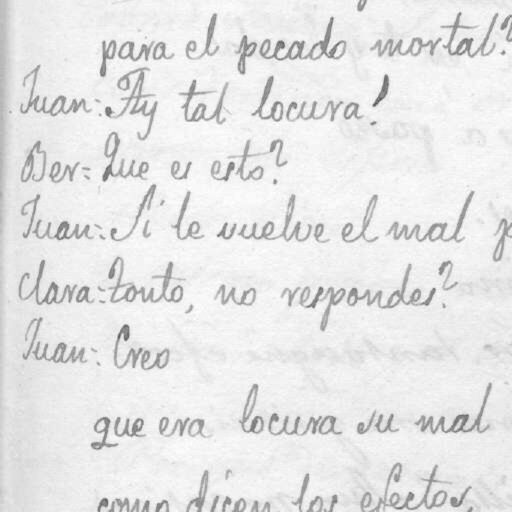 para el pecado mortal?
Juan: Ay tal locura!
Ber= Que es esto?
Juan: Si le vuelve el mal p
Clara= Tonto, no respondes?
Juan: Creo
que era locura su mal
como dicen los efectos,